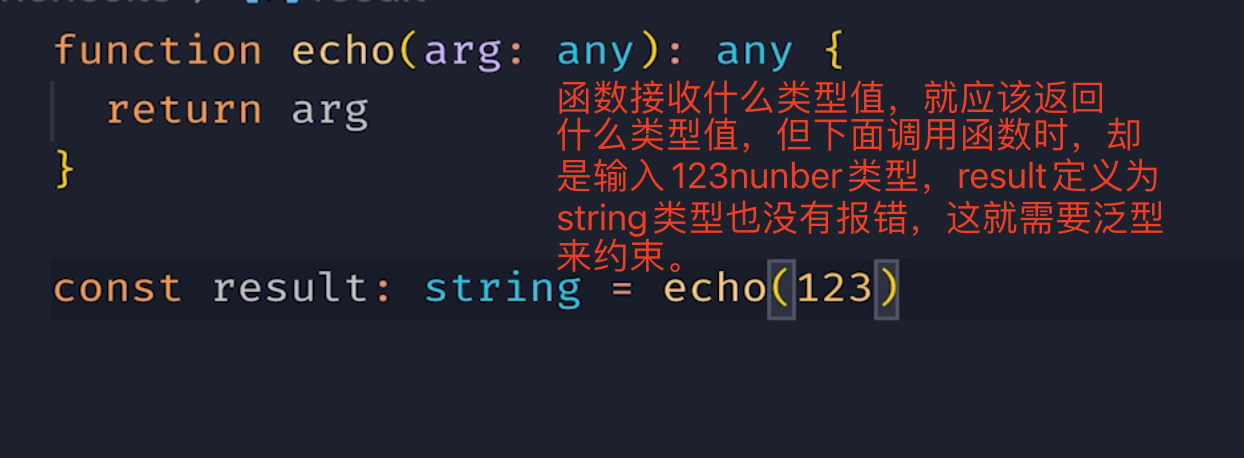 function echo(arg: any): any {
函数接收什么类型值，就应该返回
return arg
什么类型值，但下面调用函数时，却
}
是输入123nunber类型，result定义为
string类型也没有报错，这就需要泛型
来约束。
const result: string = echo(123)